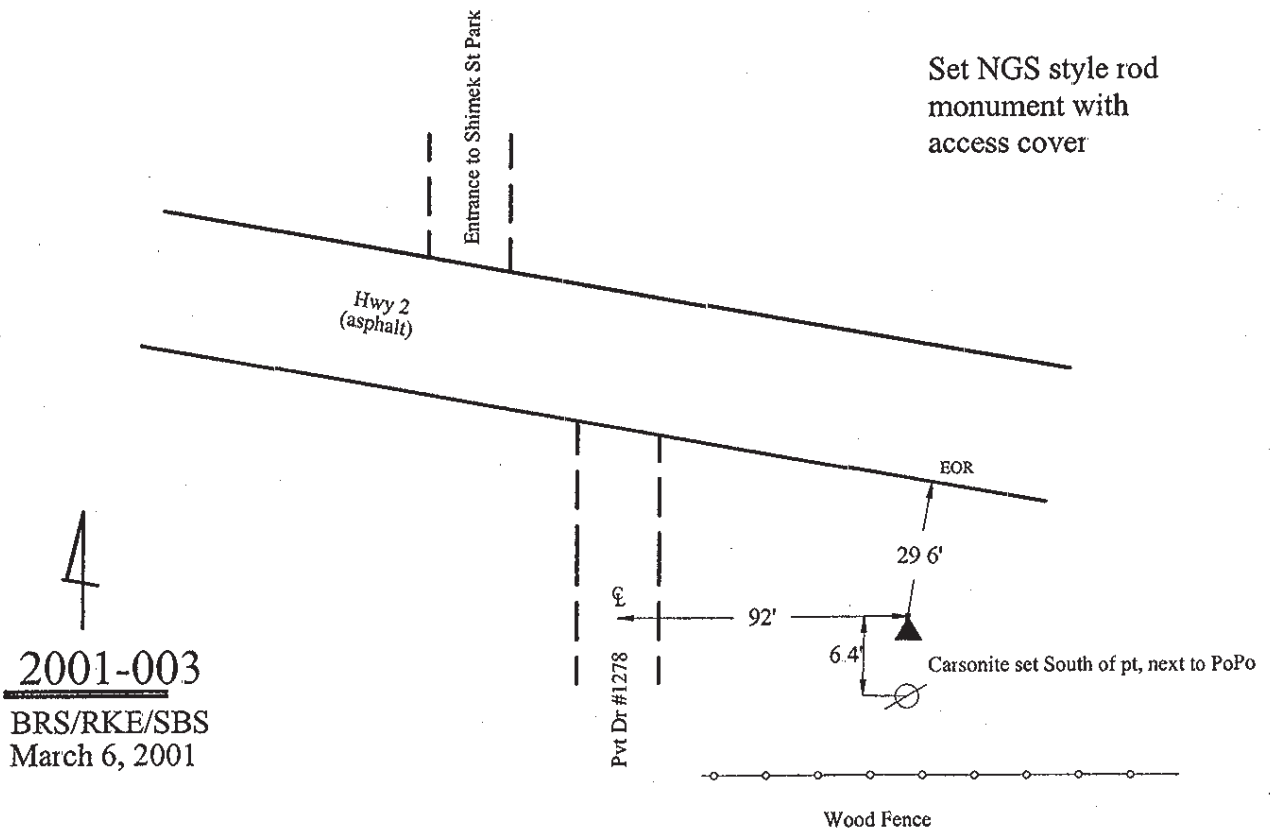 Set NGS style rod
monument with
access cover
Entrance to Shimek St Park
Hwy 2
(asphalt)
EOR
29 6'
℄
92'
6.4'
Carsonite set South of pt, next to PoPo
Pvt Dr #1278
2001-003
BRS/RKE/SBS
March 6, 2001
Wood Fence